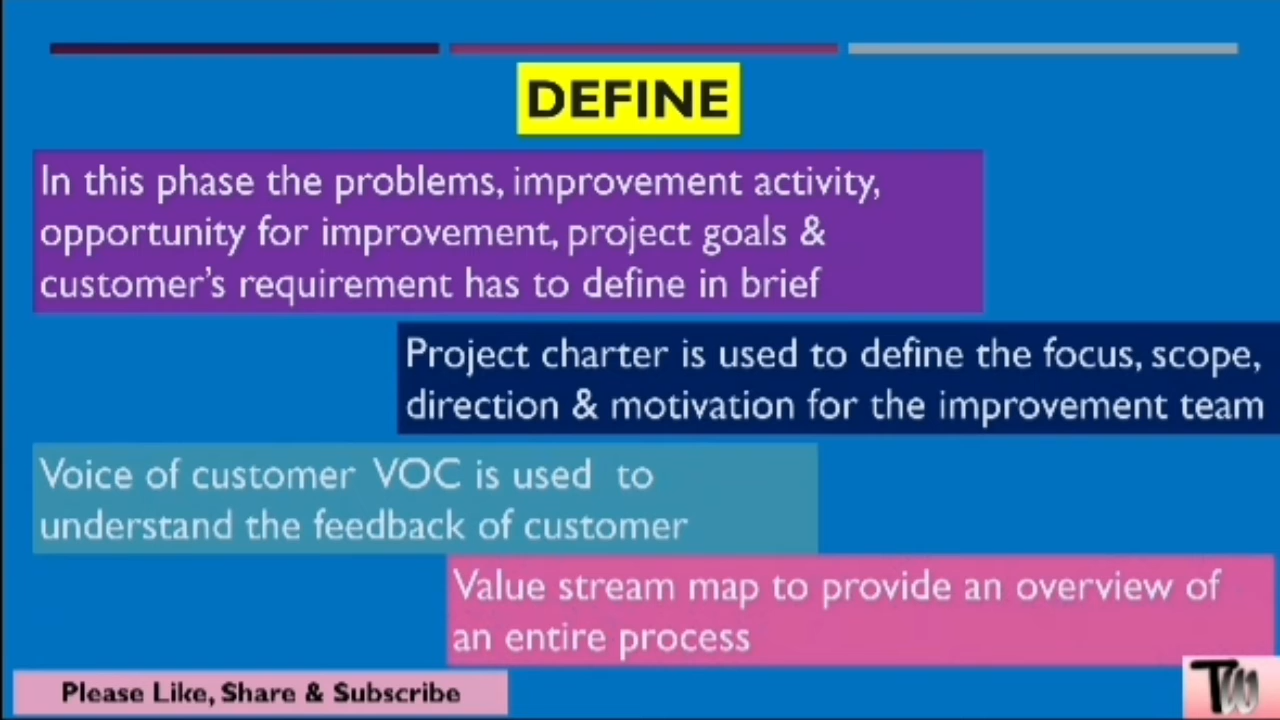 DEFINE
In this phase the problems, improvement activity,
opportunity for improvement, project goals &
customer's requirement has to define in brief
Project charter is used to define the focus, scope,
direction & motivation for the improvement team
Voice of customer VOC is used to
understand the feedback of customer
Value stream map to provide an overview of
an entire process
Please Like, Share & Subscribe
TW